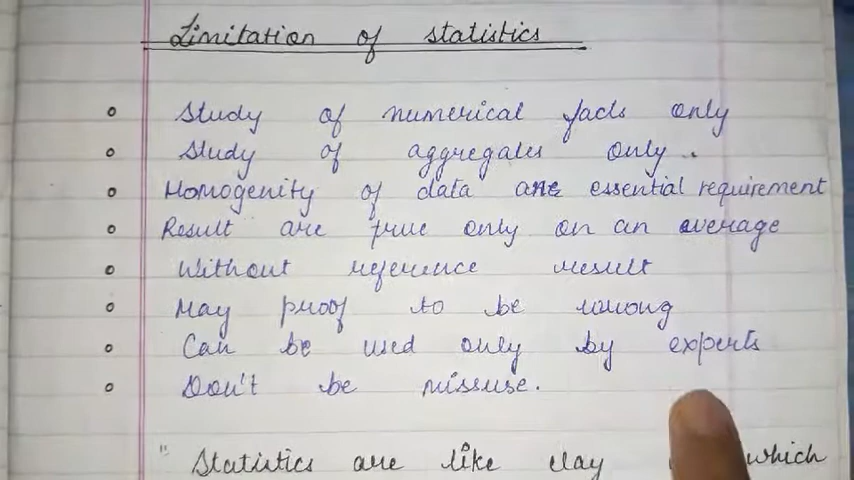 Limitation of statistics
Study of numerical facts only
Study of aggregates only.
Homogenity of data are essential requirement
Result are true only on an average
Without reference result
May proof to be wrong
Can be used only by experts
Don't be missuse.
" Statistics are like clay which